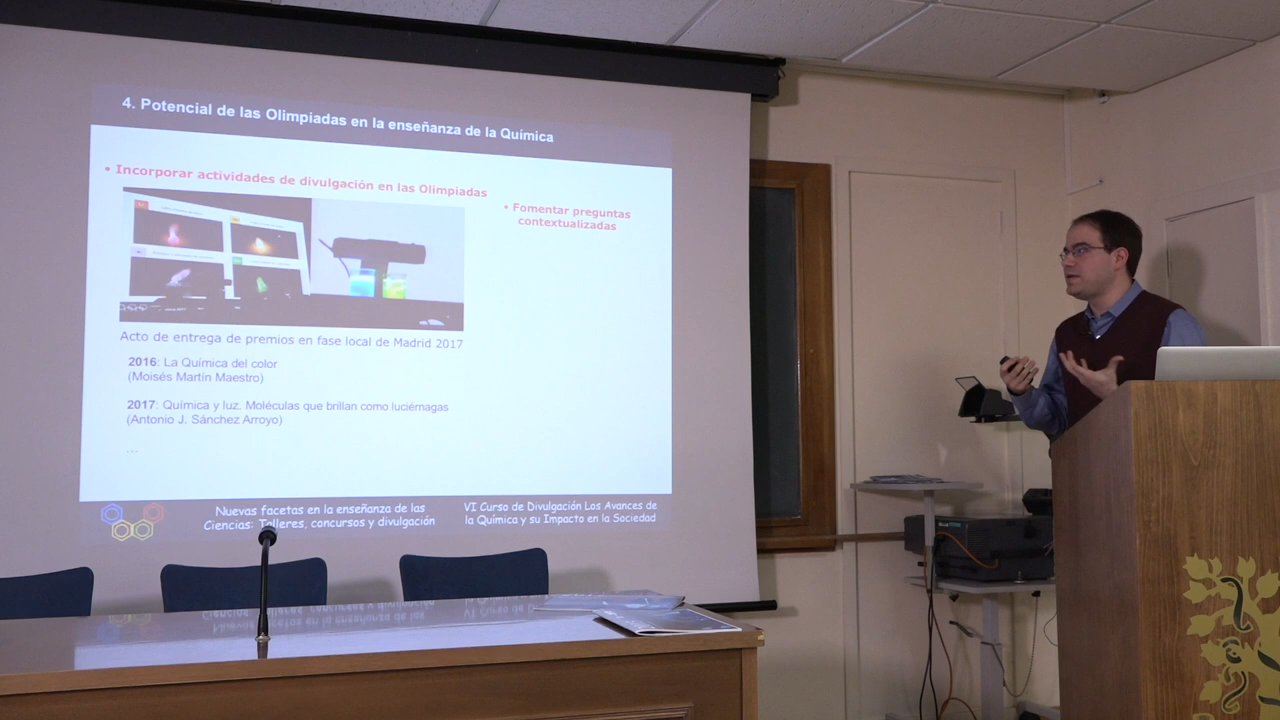 4. Potencial de las Olimpiadas en la enseñanza de la Química
• Incorporar actividades de divulgación en las Olimpiadas
• Fomentar preguntas
contextualizadas
Acto de entrega de premios en fase local de Madrid 2017
2016: La Química del color
(Moisés Martín Maestro)
2017: Química y luz. Moléculas que brillan como luciérnagas
(Antonio J. Sánchez Arroyo)
...
Nuevas facetas en la enseñanza de las
Ciencias: Talleres, concursos y divulgación
VI Curso de Divulgación Los Avances de
la Química y su Impacto en la Sociedad